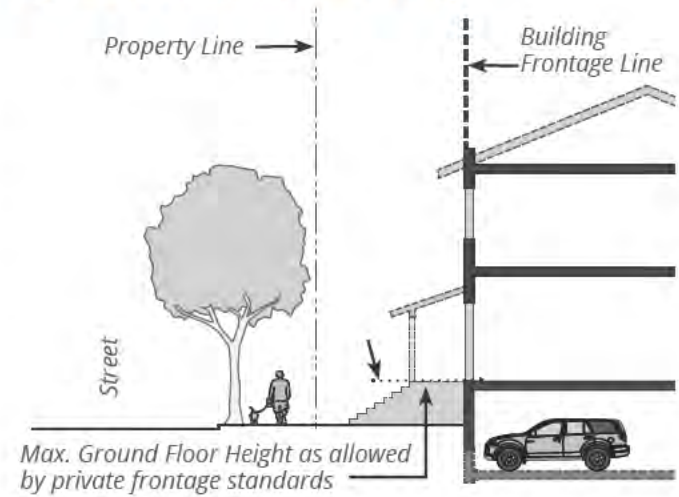 Property Line
Building
Frontage Line
Street
Max. Ground Floor Height as allowed
by private frontage standards